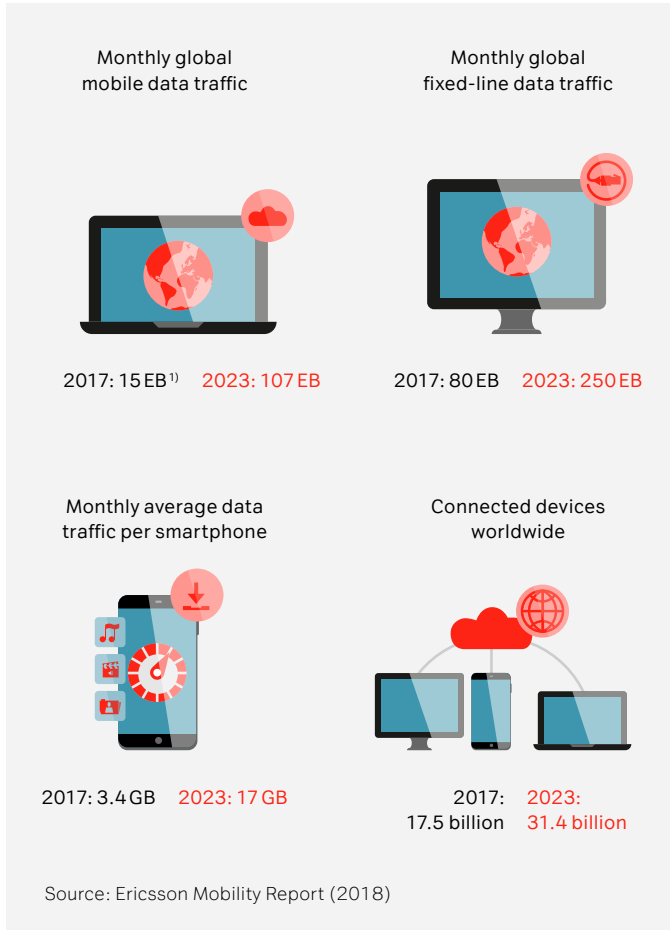 Monthly global
mobile data traffic
Monthly global
fixed-line data traffic
2017: 15 EB 1) 2023: 107 EB
2017: 80 EB 2023: 250 EB
Monthly average data
traffic per smartphone
Connected devices
worldwide
2017: 3.4 GB 2023: 17 GB
2017:
17.5 billion
2023:
31.4 billion
Source: Ericsson Mobility Report (2018)